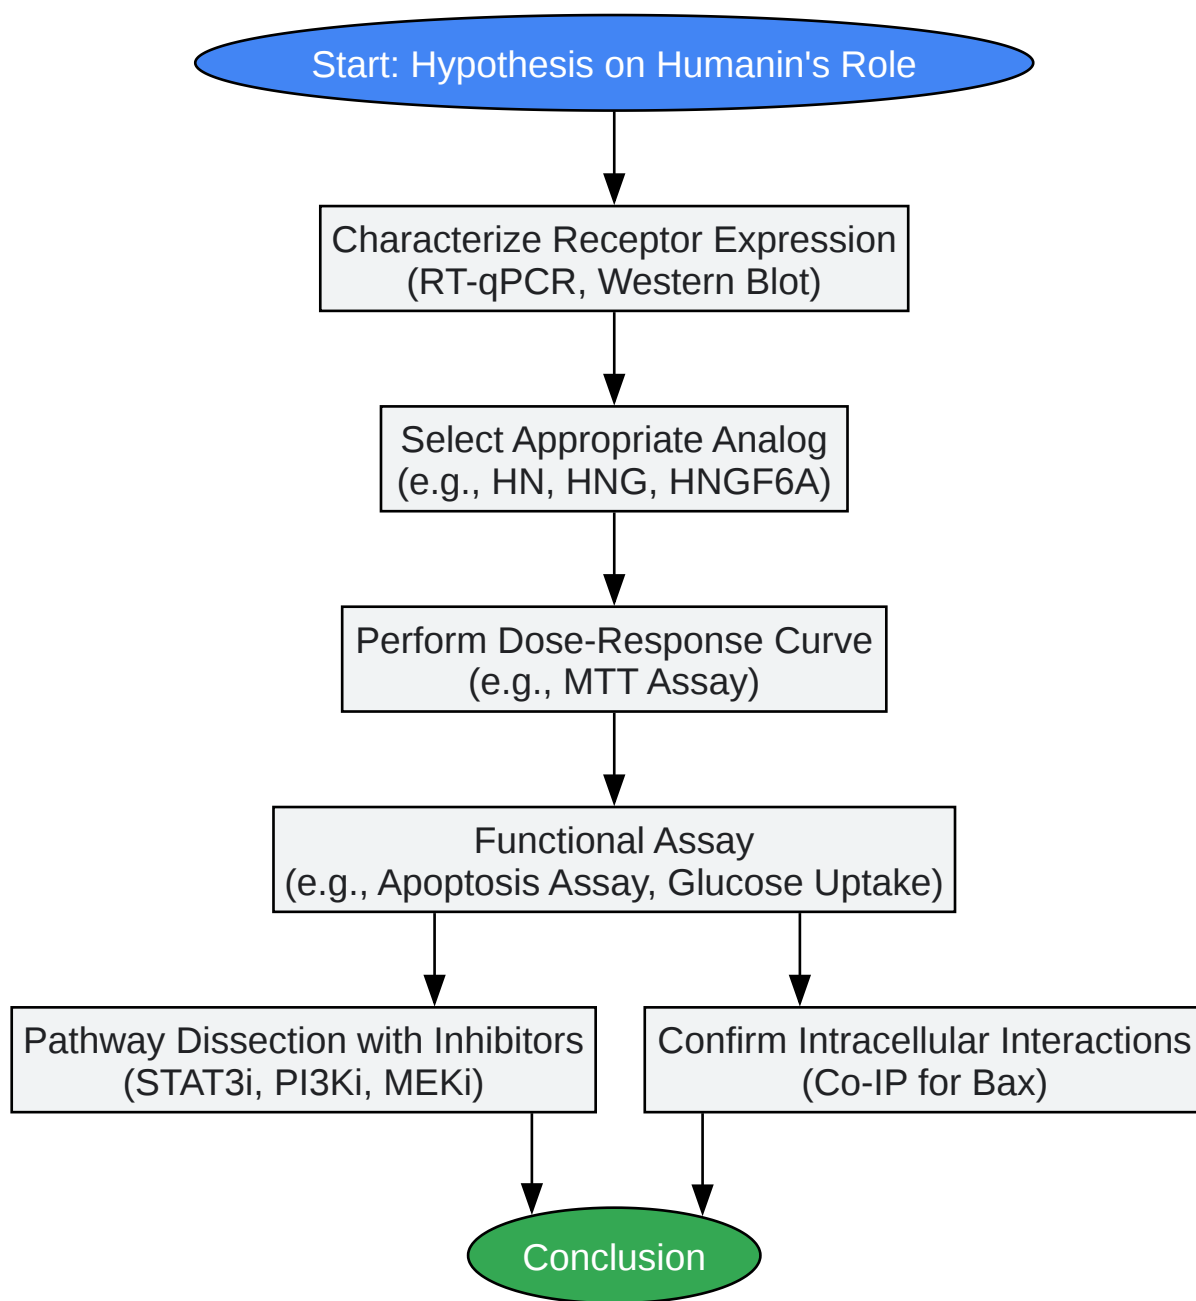 Start: Hypothesis on Humanin's Role
Characterize Receptor Expression
(RT-qPCR, Western Blot)
Select Appropriate Analog
(e.g., HN, HNG, HNGF6A)
Perform Dose-Response Curve
(e.g., MTT Assay)
Functional Assay
(e.g., Apoptosis Assay, Glucose Uptake)
Pathway Dissection with Inhibitors
(STAT3i, PI3Ki, MEKi)
Confirm Intracellular Interactions
(Co-IP for Bax)
Conclusion